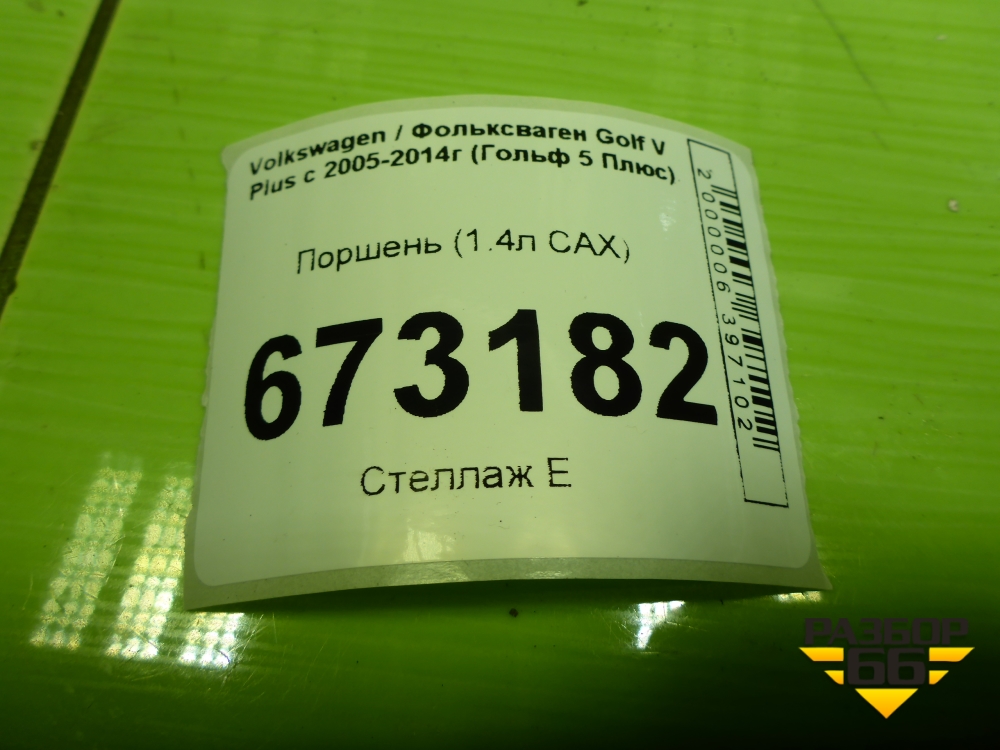 Volkswagen / Фольксваген Golf V
Plus с 2005-2014г (Гольф 5 Плюс)
Поршень (1.4л CAX)
673182
Стеллаж Е
2000006397102
РАЗБОР
66